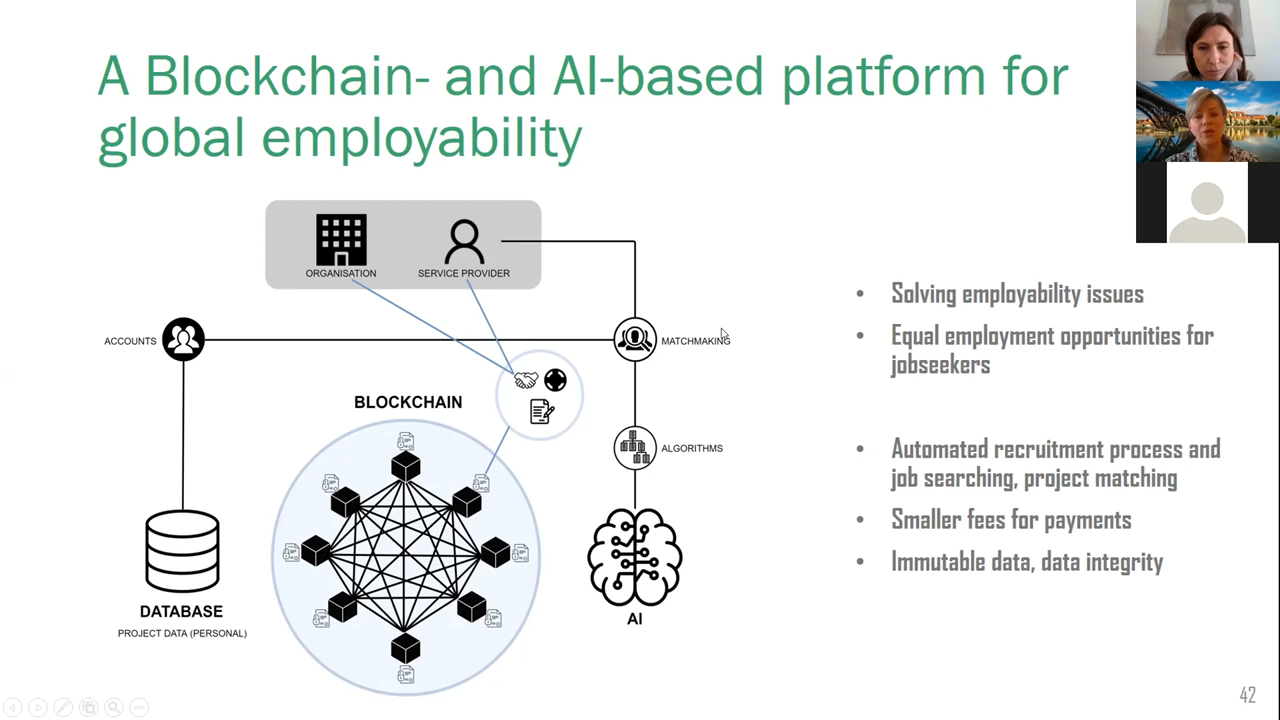 A Blockchain- and AI-based platform for
global employability
ORGANISATION
SERVICE PROVIDER
ACCOUNTS
MATCHMAKING
BLOCKCHAIN
ALGORITHMS
DATABASE
PROJECT DATA (PERSONAL)
AI
• Solving employability issues
• Equal employment opportunities for
jobseekers
• Automated recruitment process and
job searching, project matching
• Smaller fees for payments
• Immutable data, data integrity
42